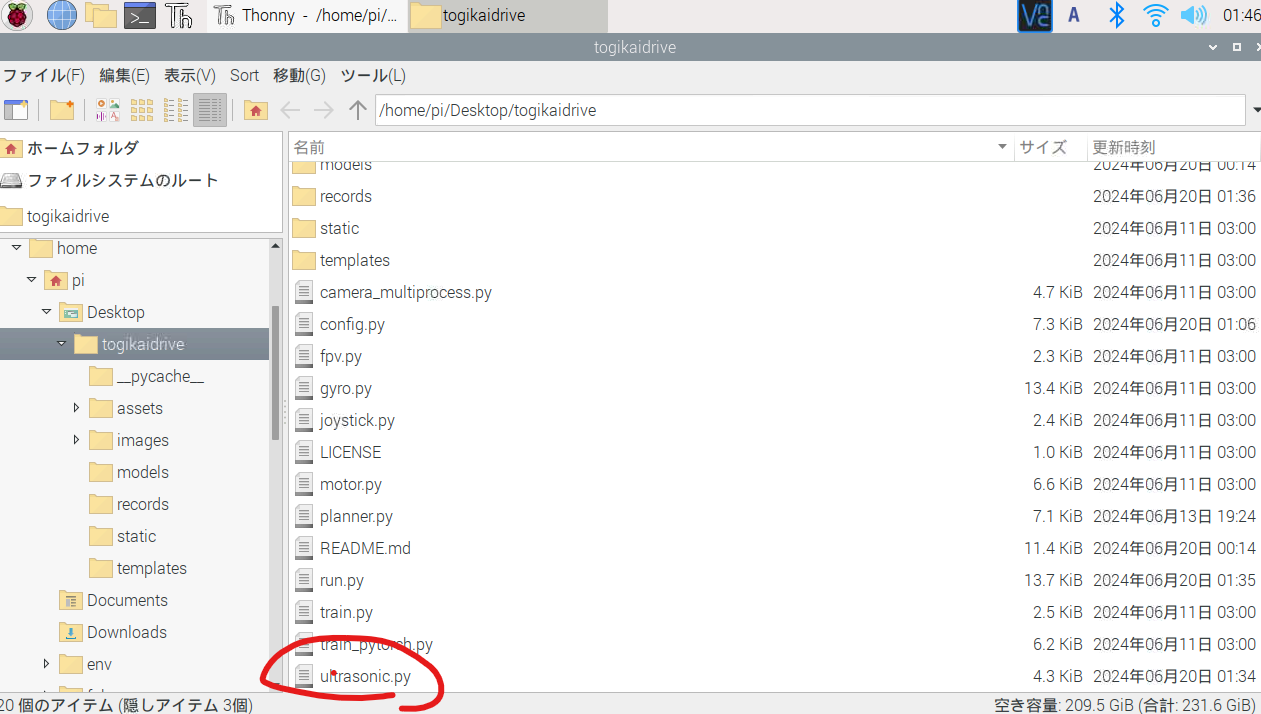 Thonny - /home/pi/...
togikaidrive
A
01:46
togikaidrive
ファイル(F) 編集(E) 表示(V) Sort 移動(G) ツール(L)
/home/pi/Desktop/togikaidrive
ホームフォルダ
ファイルシステムのルート
togikaidrive
home
pi
Desktop
togikaidrive
__pycache__
assets
images
models
records
static
templates
Documents
Downloads
env
名前 サイズ 更新時刻
models 2024年06月20日 00:14
records 2024年06月20日 01:36
static 2024年06月11日 03:00
templates 2024年06月11日 03:00
camera_multiprocess.py 4.7 KiB 2024年06月11日 03:00
config.py 7.3 KiB 2024年06月20日 01:06
fpv.py 2.3 KiB 2024年06月11日 03:00
gyro.py 13.4 KiB 2024年06月11日 03:00
joystick.py 2.4 KiB 2024年06月11日 03:00
LICENSE 1.0 KiB 2024年06月11日 03:00
motor.py 6.6 KiB 2024年06月11日 03:00
planner.py 7.1 KiB 2024年06月13日 19:24
README.md 11.4 KiB 2024年06月20日 00:14
run.py 13.7 KiB 2024年06月20日 01:35
train.py 2.5 KiB 2024年06月11日 03:00
train_pytorch.py 6.2 KiB 2024年06月11日 03:00
ultrasonic.py 4.3 KiB 2024年06月20日 01:34
20 個のアイテム (隠しアイテム 3個) 空き容量: 209.5 GiB (合計: 231.6 GiB)